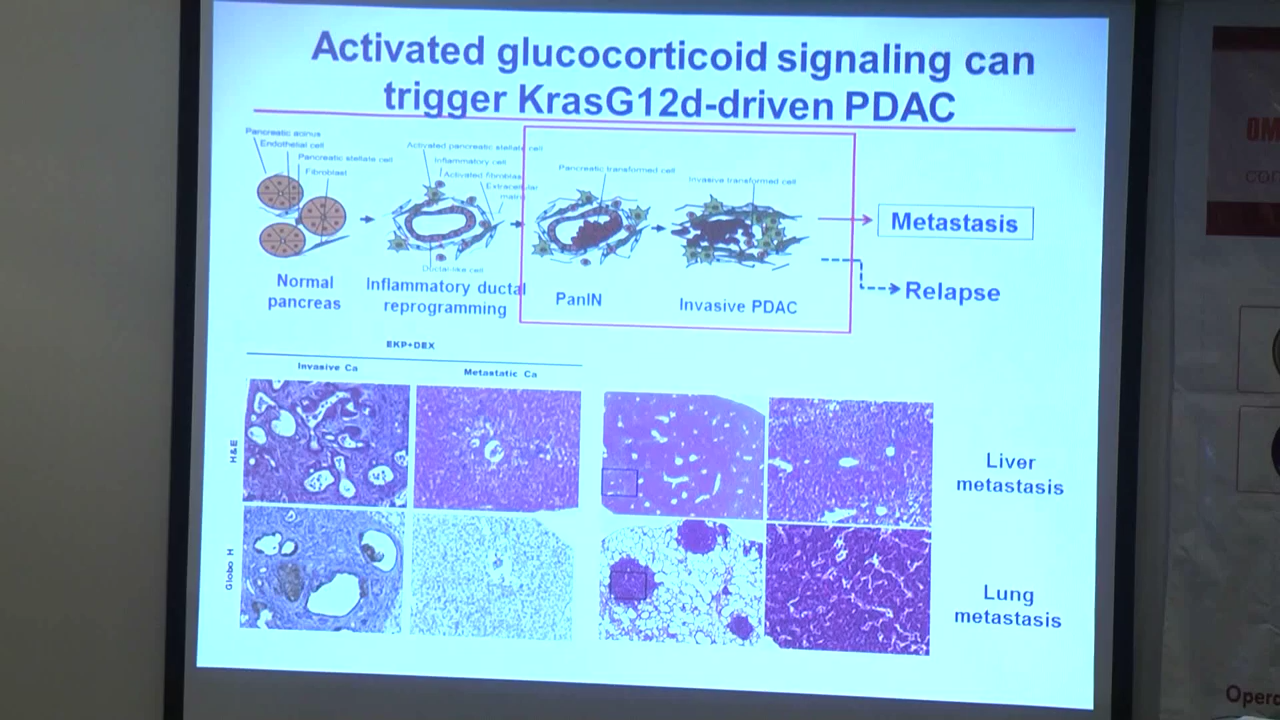 Activated glucocorticoid signaling can
trigger KrasG12d-driven PDAC
Pancreatic acinus
Endothelial cell
Pancreatic stellate cell
Fibroblast
Activated pancreatic stellate cell
Inflammatory cell
Activated fibroblast
Extracellular
matrix
Ductal-like cell
Pancreatic transformed cell
Invasive transformed cell
Normal
pancreas
Inflammatory ductal
reprogramming
PanIN
Invasive PDAC
Metastasis
Relapse
EKP+DEX
Invasive Ca
Metastatic Ca
H&E
Globo H
Liver
metastasis
Lung
metastasis
OM
Opero